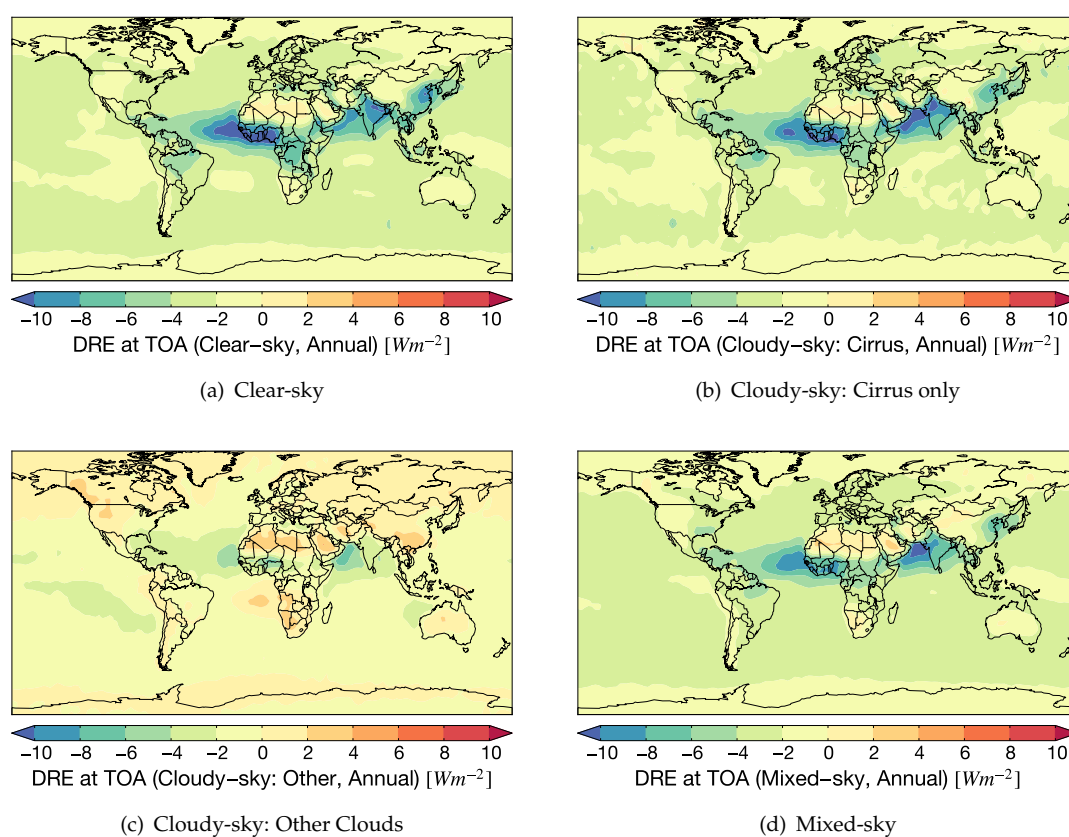 −10 −8 −6 −4 −2 0 2 4 6 8 10
DRE at TOA (Clear−sky, Annual) [Wm−2]
(a) Clear-sky
−10 −8 −6 −4 −2 0 2 4 6 8 10
DRE at TOA (Cloudy−sky: Cirrus, Annual) [Wm−2]
(b) Cloudy-sky: Cirrus only
−10 −8 −6 −4 −2 0 2 4 6 8 10
DRE at TOA (Cloudy−sky: Other, Annual) [Wm−2]
(c) Cloudy-sky: Other Clouds
−10 −8 −6 −4 −2 0 2 4 6 8 10
DRE at TOA (Mixed−sky, Annual) [Wm−2]
(d) Mixed-sky